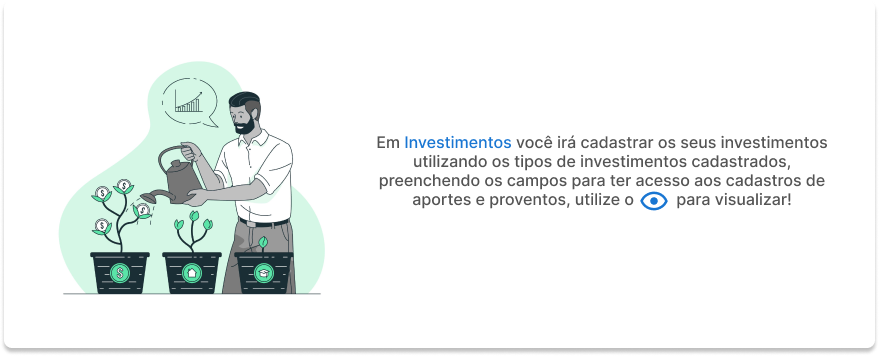 Em Investimentos você irá cadastrar os seus investimentos
utilizando os tipos de investimentos cadastrados,
preenchendo os campos para ter acesso aos cadastros de
aportes e proventos, utilize o para visualizar!
$ $ $
$